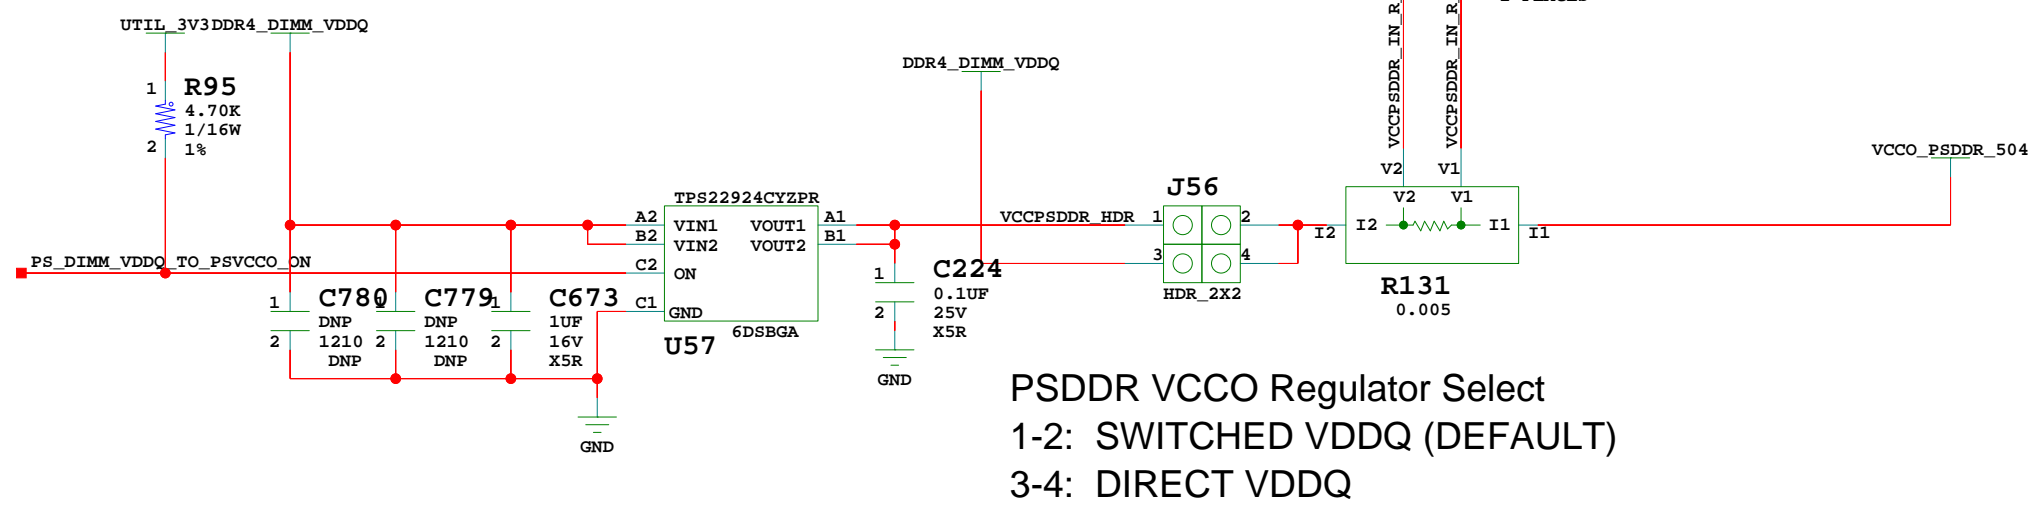 UTIL_3V3
DDR4_DIMM_VDDQ
1
R95
4.70K
1/16W
1%
2
PS_DIMM_VDDQ_TO_PSVCCO_ON
1
C780
DNP
1210
DNP
2
1
C779
DNP
1210
DNP
2
1
C673
1UF
16V
X5R
2
GND
TPS22924CYZPR
A2 VIN1 VOUT1 A1
B2 VIN2 VOUT2 B1
C2 ON
C1 GND
6DSBGA
U57
1
C224
0.1UF
25V
X5R
2
GND
DDR4_DIMM_VDDQ
VCCPSDDR_HDR
J56
1 2
3 4
HDR_2X2
VCCPSDDR_IN_R
VCCPSDDR_IN_R
V2 V1
V2 V1
I2 I2 I1 I1
R131
0.005
VCCO_PSDDR_504
PSDDR VCCO Regulator Select
1-2: SWITCHED VDDQ (DEFAULT)
3-4: DIRECT VDDQ